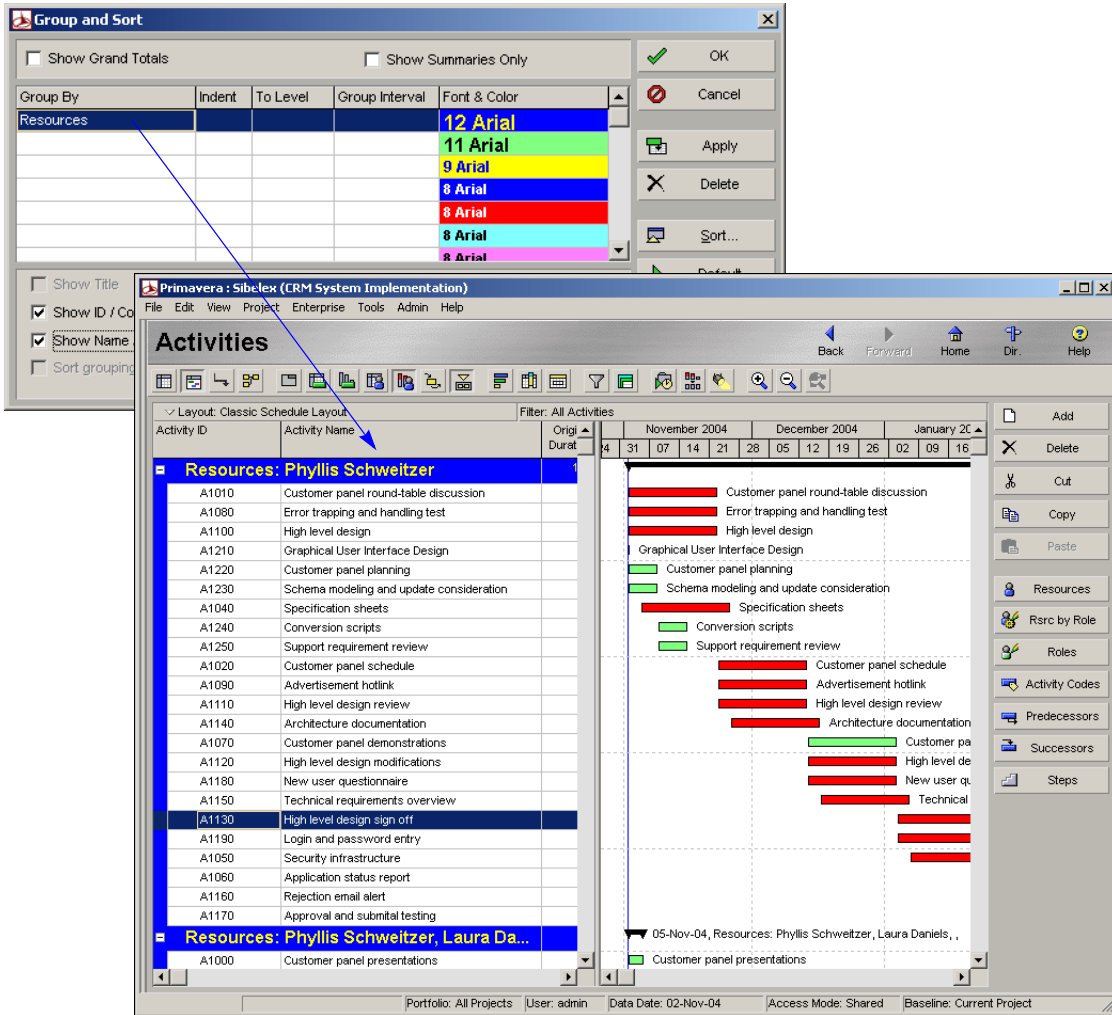 Group and Sort
Show Grand Totals
Show Summaries Only
OK
Group By Indent To Level Group Interval Font & Color
Cancel
Resources 12 Arial
11 Arial
Apply
9 Arial
8 Arial
Delete
8 Arial
8 Arial
Sort...
8 Arial
Default
Show Title
Show ID / Co
Show Name
Sort grouping
Primavera : Sibelex (CRM System Implementation)
File Edit View Project Enterprise Tools Admin Help
Activities
Back Forward Home Dir. Help
Layout: Classic Schedule Layout Filter: All Activities
Activity ID Activity Name Origi
Durat
November 2004 December 2004 January 20
24 31 07 14 21 28 05 12 19 26 02 09 16
Resources: Phyllis Schweitzer 1
A1010 Customer panel round-table discussion Customer panel round-table discussion
A1080 Error trapping and handling test Error trapping and handling test
A1100 High level design High level design
A1210 Graphical User Interface Design Graphical User Interface Design
A1220 Customer panel planning Customer panel planning
A1230 Schema modeling and update consideration Schema modeling and update consideration
A1040 Specification sheets Specification sheets
A1240 Conversion scripts Conversion scripts
A1250 Support requirement review Support requirement review
A1020 Customer panel schedule Customer panel schedule
A1090 Advertisement hotlink Advertisement hotlink
A1110 High level design review High level design review
A1140 Architecture documentation Architecture documentation
A1070 Customer panel demonstrations Customer pa
A1120 High level design modifications High level de
A1180 New user questionnaire New user qu
A1150 Technical requirements overview Technical
A1130 High level design sign off
A1190 Login and password entry
A1050 Security infrastructure
A1060 Application status report
A1160 Rejection email alert
A1170 Approval and submital testing
Resources: Phyllis Schweitzer, Laura Da... 05-Nov-04, Resources: Phyllis Schweitzer, Laura Daniels, ,
A1000 Customer panel presentations Customer panel presentations
Add
Delete
Cut
Copy
Paste
Resources
Rsrc by Role
Roles
Activity Codes
Predecessors
Successors
Steps
Portfolio: All Projects User: admin Data Date: 02-Nov-04 Access Mode: Shared Baseline: Current Project